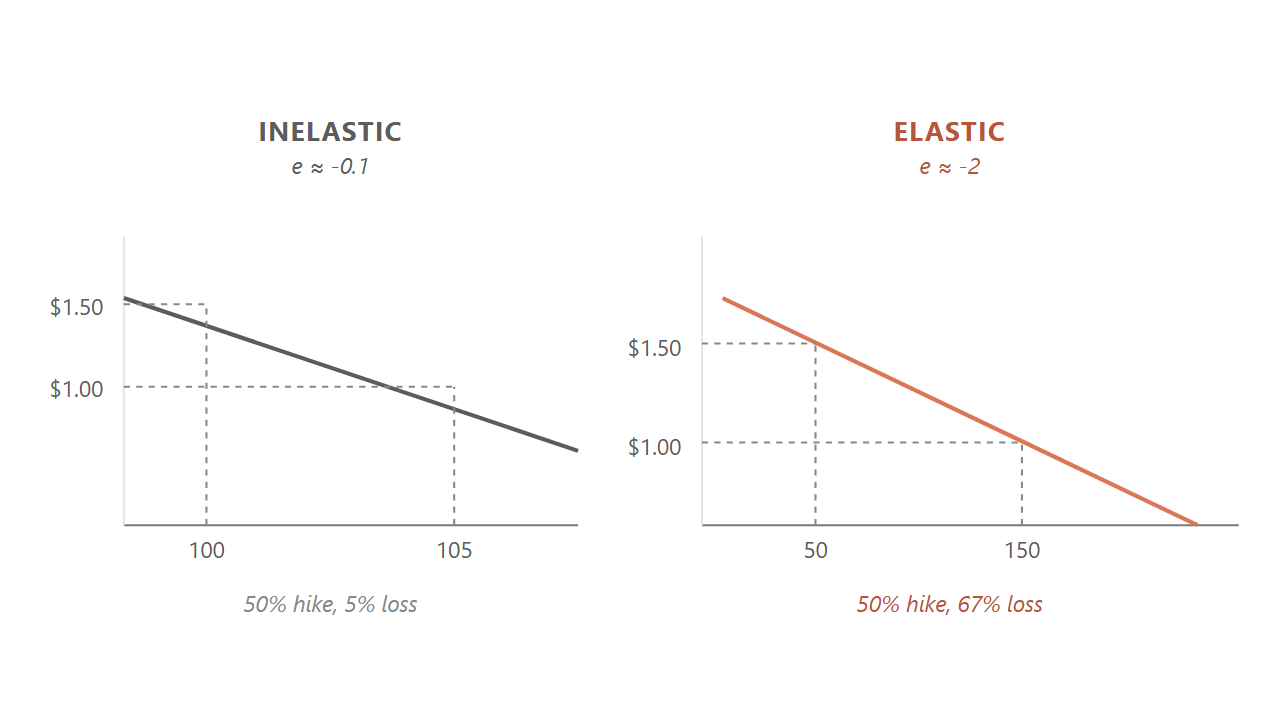 INELASTIC
e ≈ -0.1
$1.50
$1.00
100
105
50% hike, 5% loss
ELASTIC
e ≈ -2
$1.50
$1.00
50
150
50% hike, 67% loss